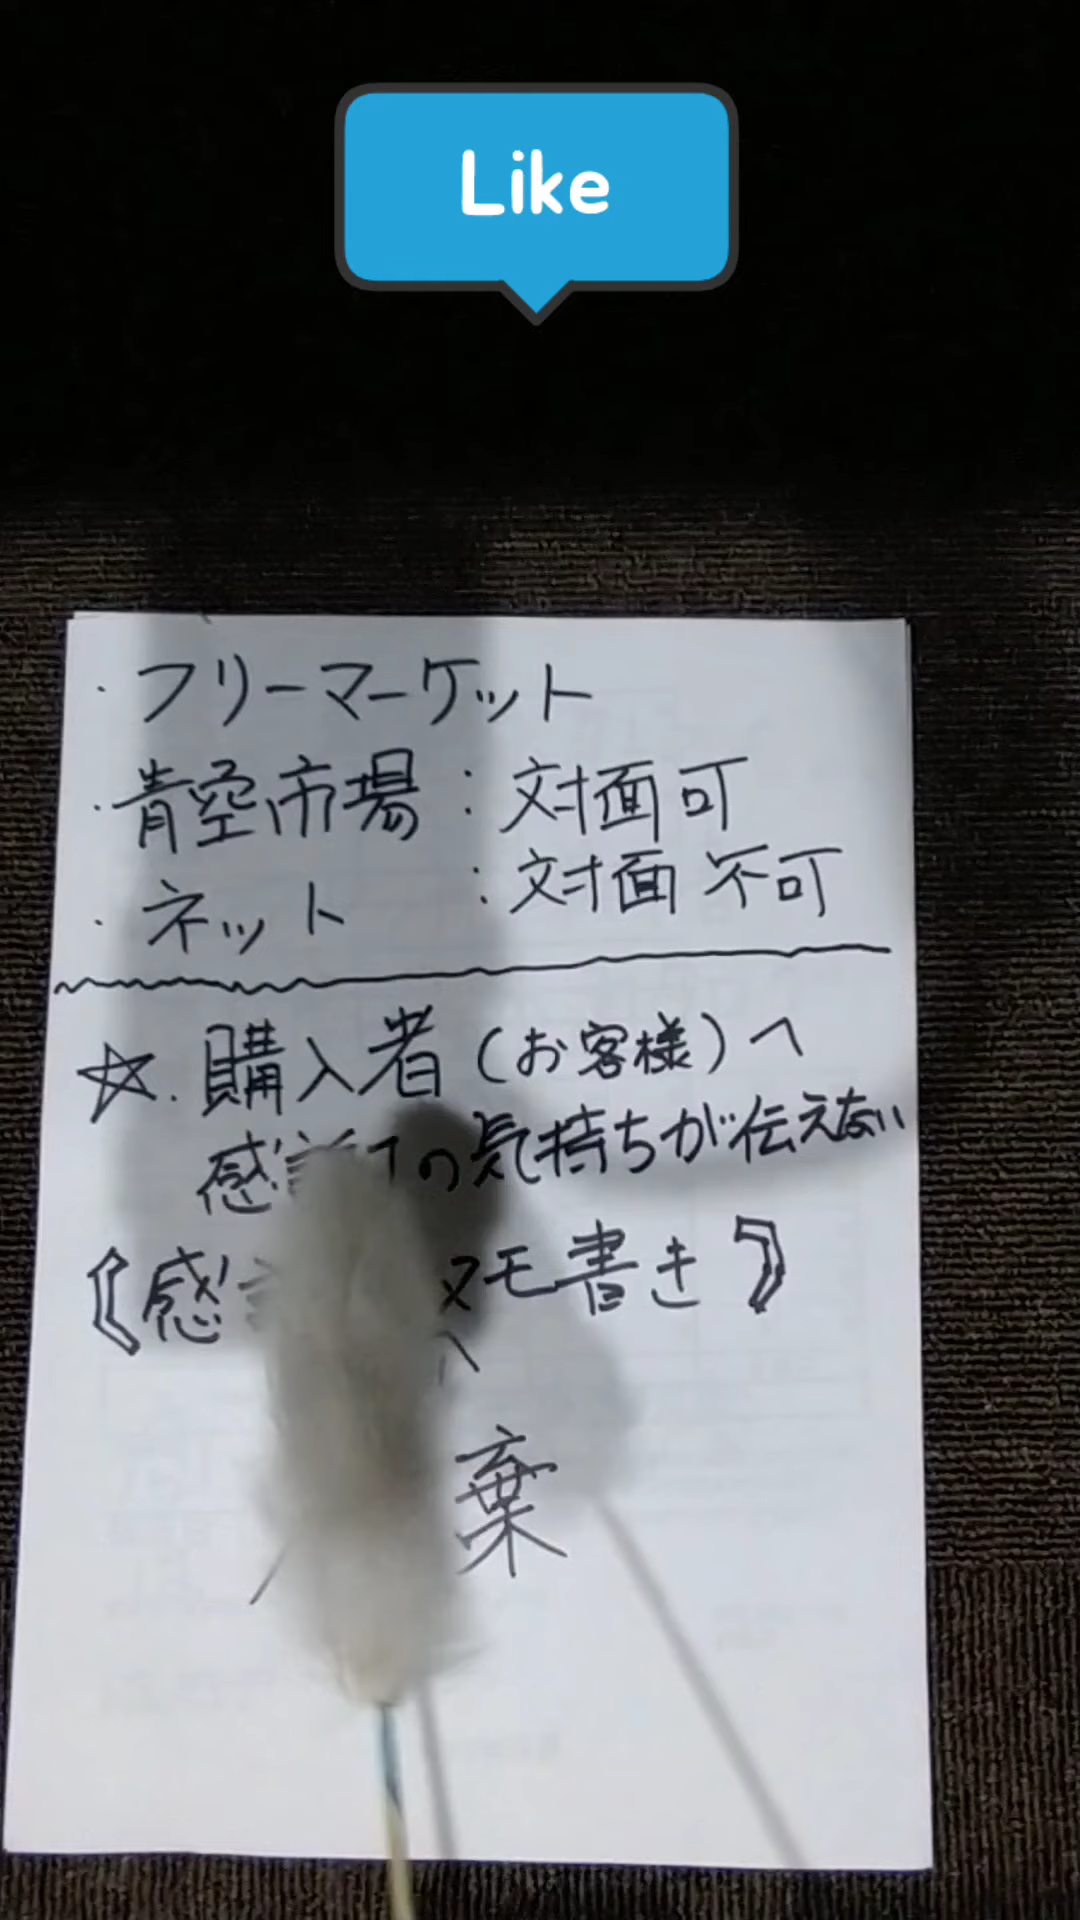 Like
・フリーマーケット
・青空市場：対面可
・ネット：対面不可
☆.購入者(お客様)へ
の気持ちが伝えない
メモ書き》
棄